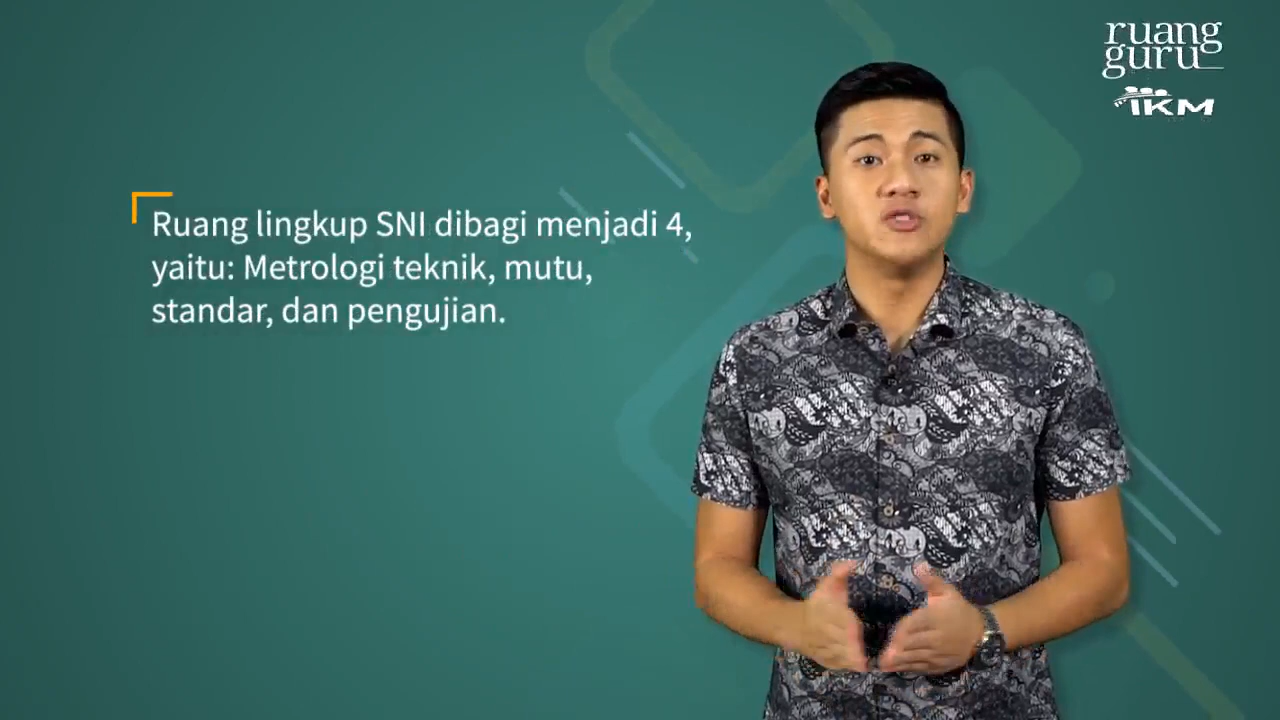 ruang
guru
IKM
Ruang lingkup SNI dibagi menjadi 4,
yaitu: Metrologi teknik, mutu,
standar, dan pengujian.